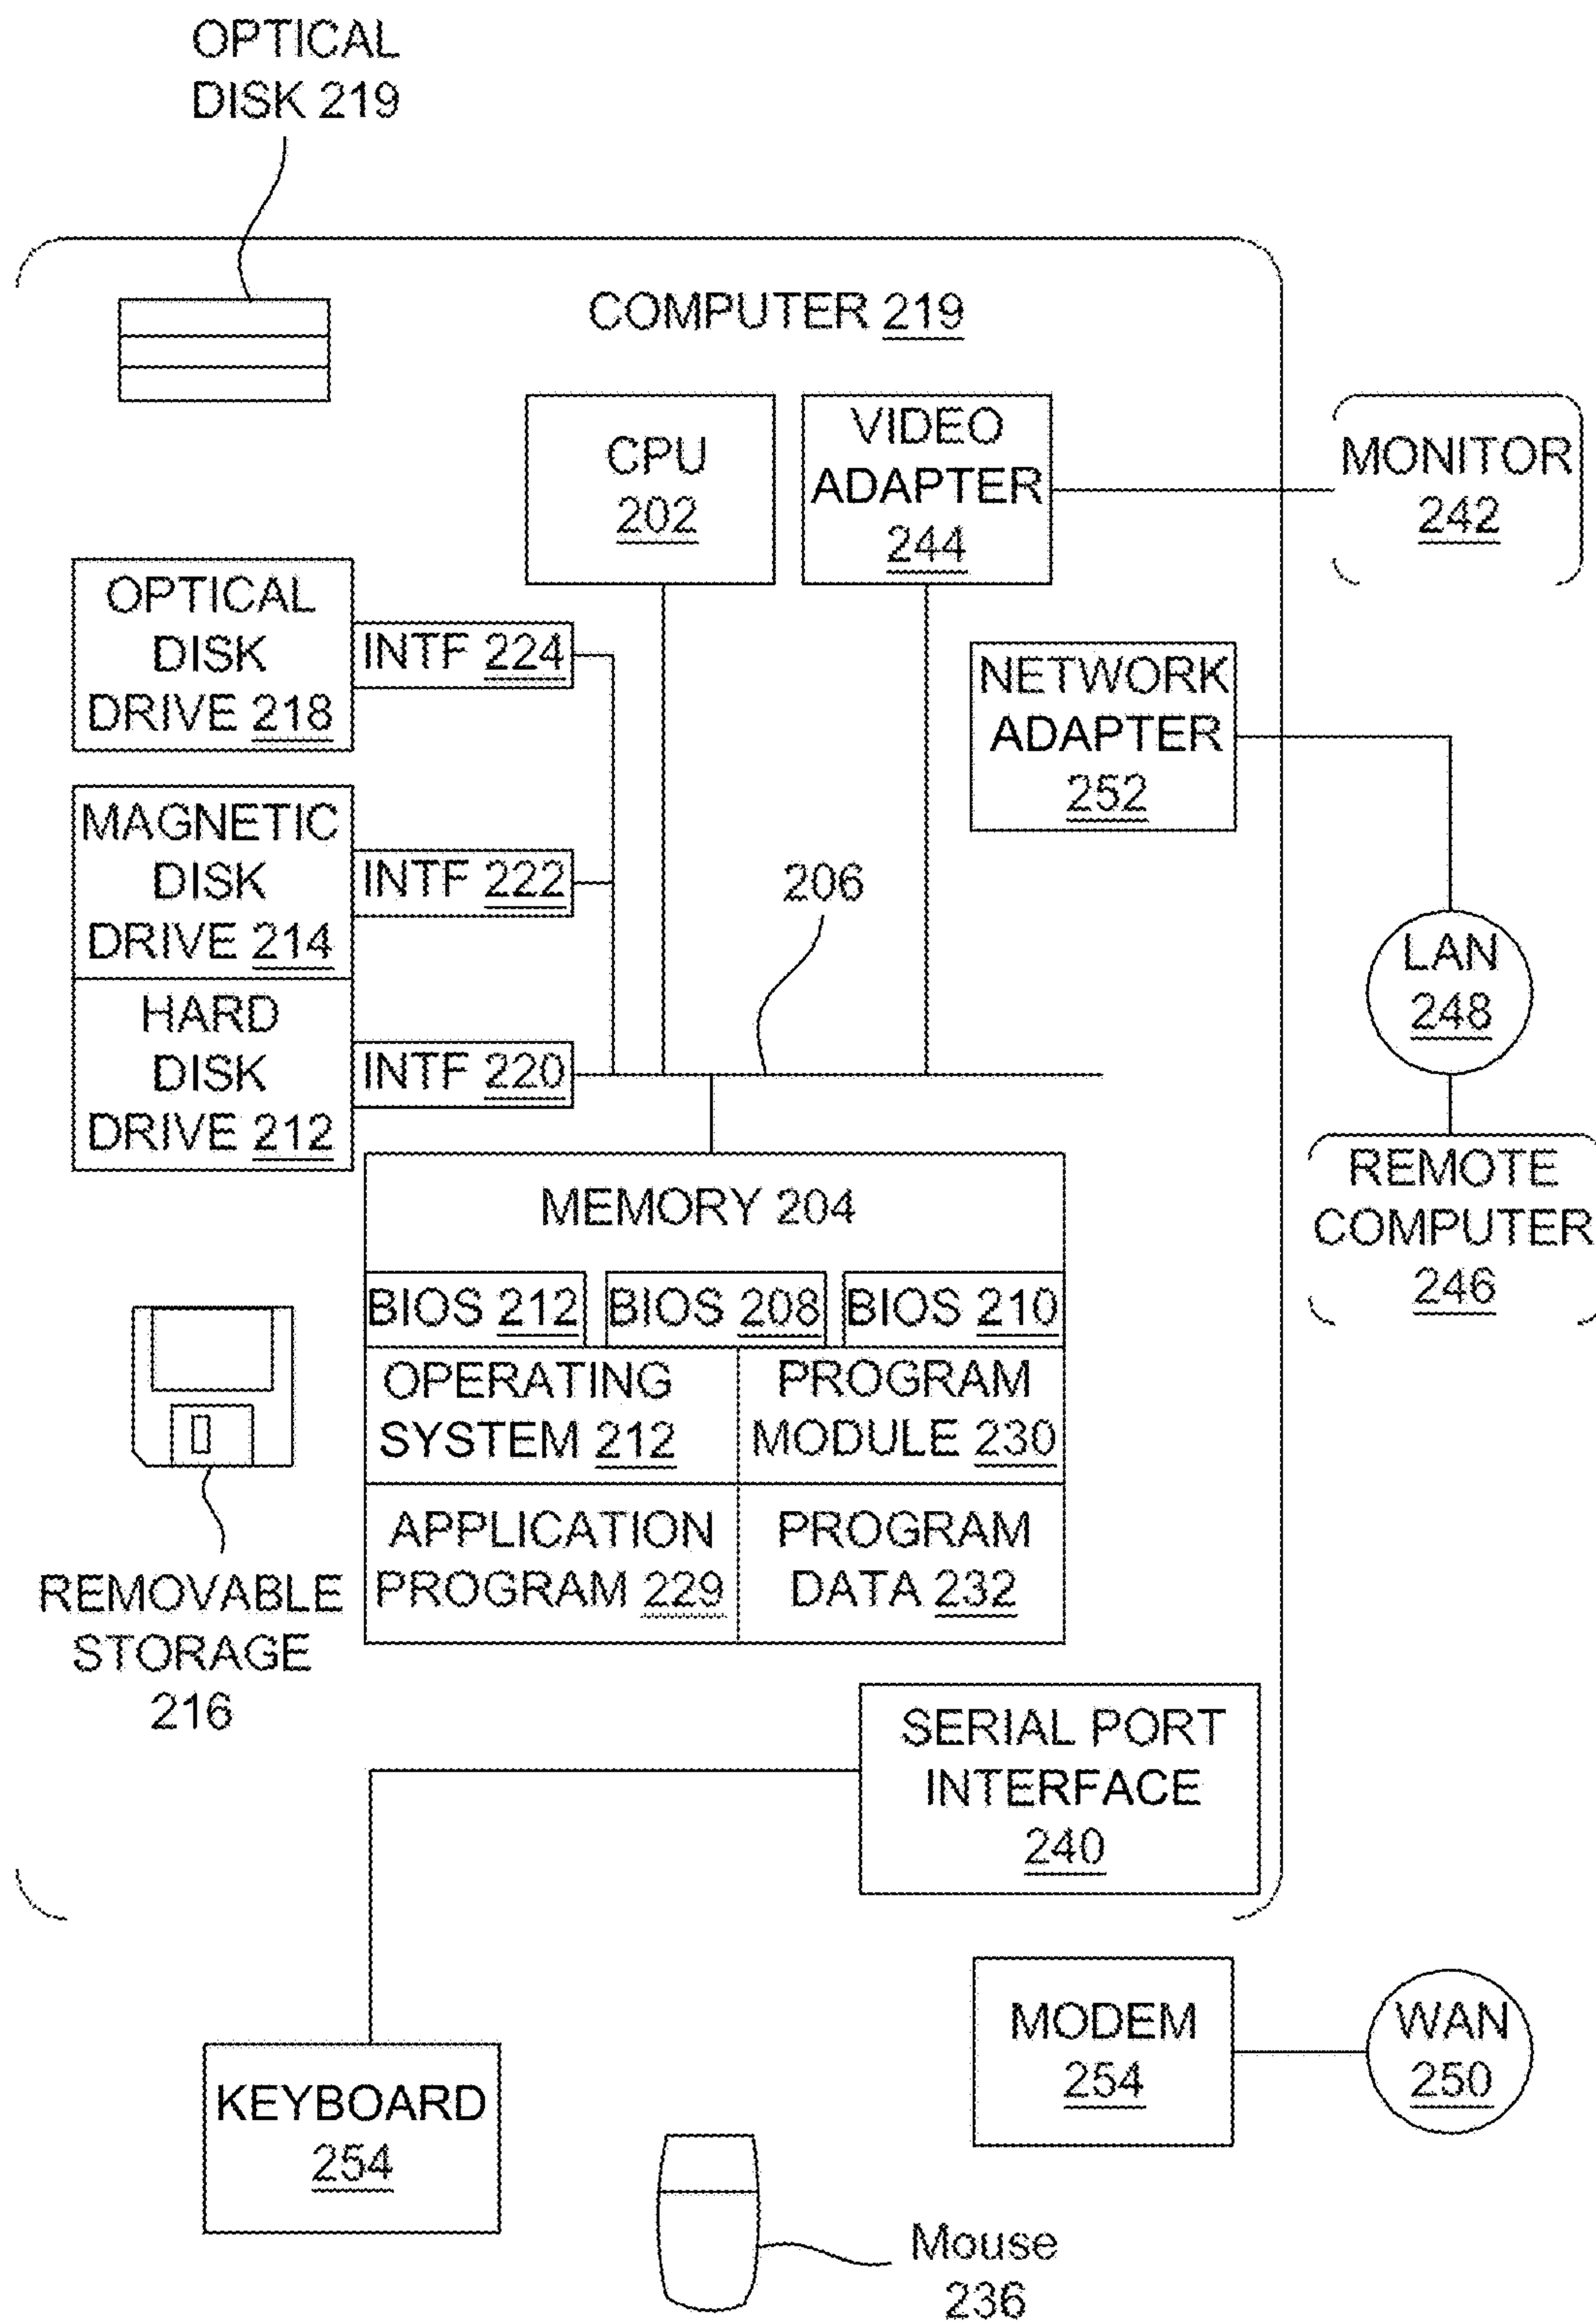 OPTICAL
DISK 219
COMPUTER 219
CPU
202
VIDEO
ADAPTER
244
MONITOR
242
OPTICAL
DISK
DRIVE 218
INTF 224
NETWORK
ADAPTER
252
MAGNETIC
DISK
DRIVE 214
INTF 222
206
LAN
248
HARD
DISK
DRIVE 212
INTF 220
REMOTE
COMPUTER
246
MEMORY 204
BIOS 212
BIOS 208
BIOS 210
OPERATING
SYSTEM 212
PROGRAM
MODULE 230
APPLICATION
PROGRAM 229
PROGRAM
DATA 232
REMOVABLE
STORAGE
216
SERIAL PORT
INTERFACE
240
MODEM
254
WAN
250
KEYBOARD
254
Mouse
236